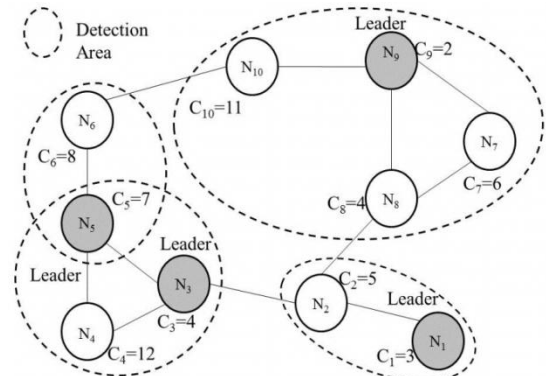 Detection
Area
Leader
N₁₀
N₉
C₉=2
C₁₀=11
N₆
N₇
C₆=8
C₇=6
C₅=7
C₈=4
N₈
N₅
Leader
Leader
N₃
C₂=5
N₂
Leader
C₃=4
N₄
N₁
C₄=12
C₁=3